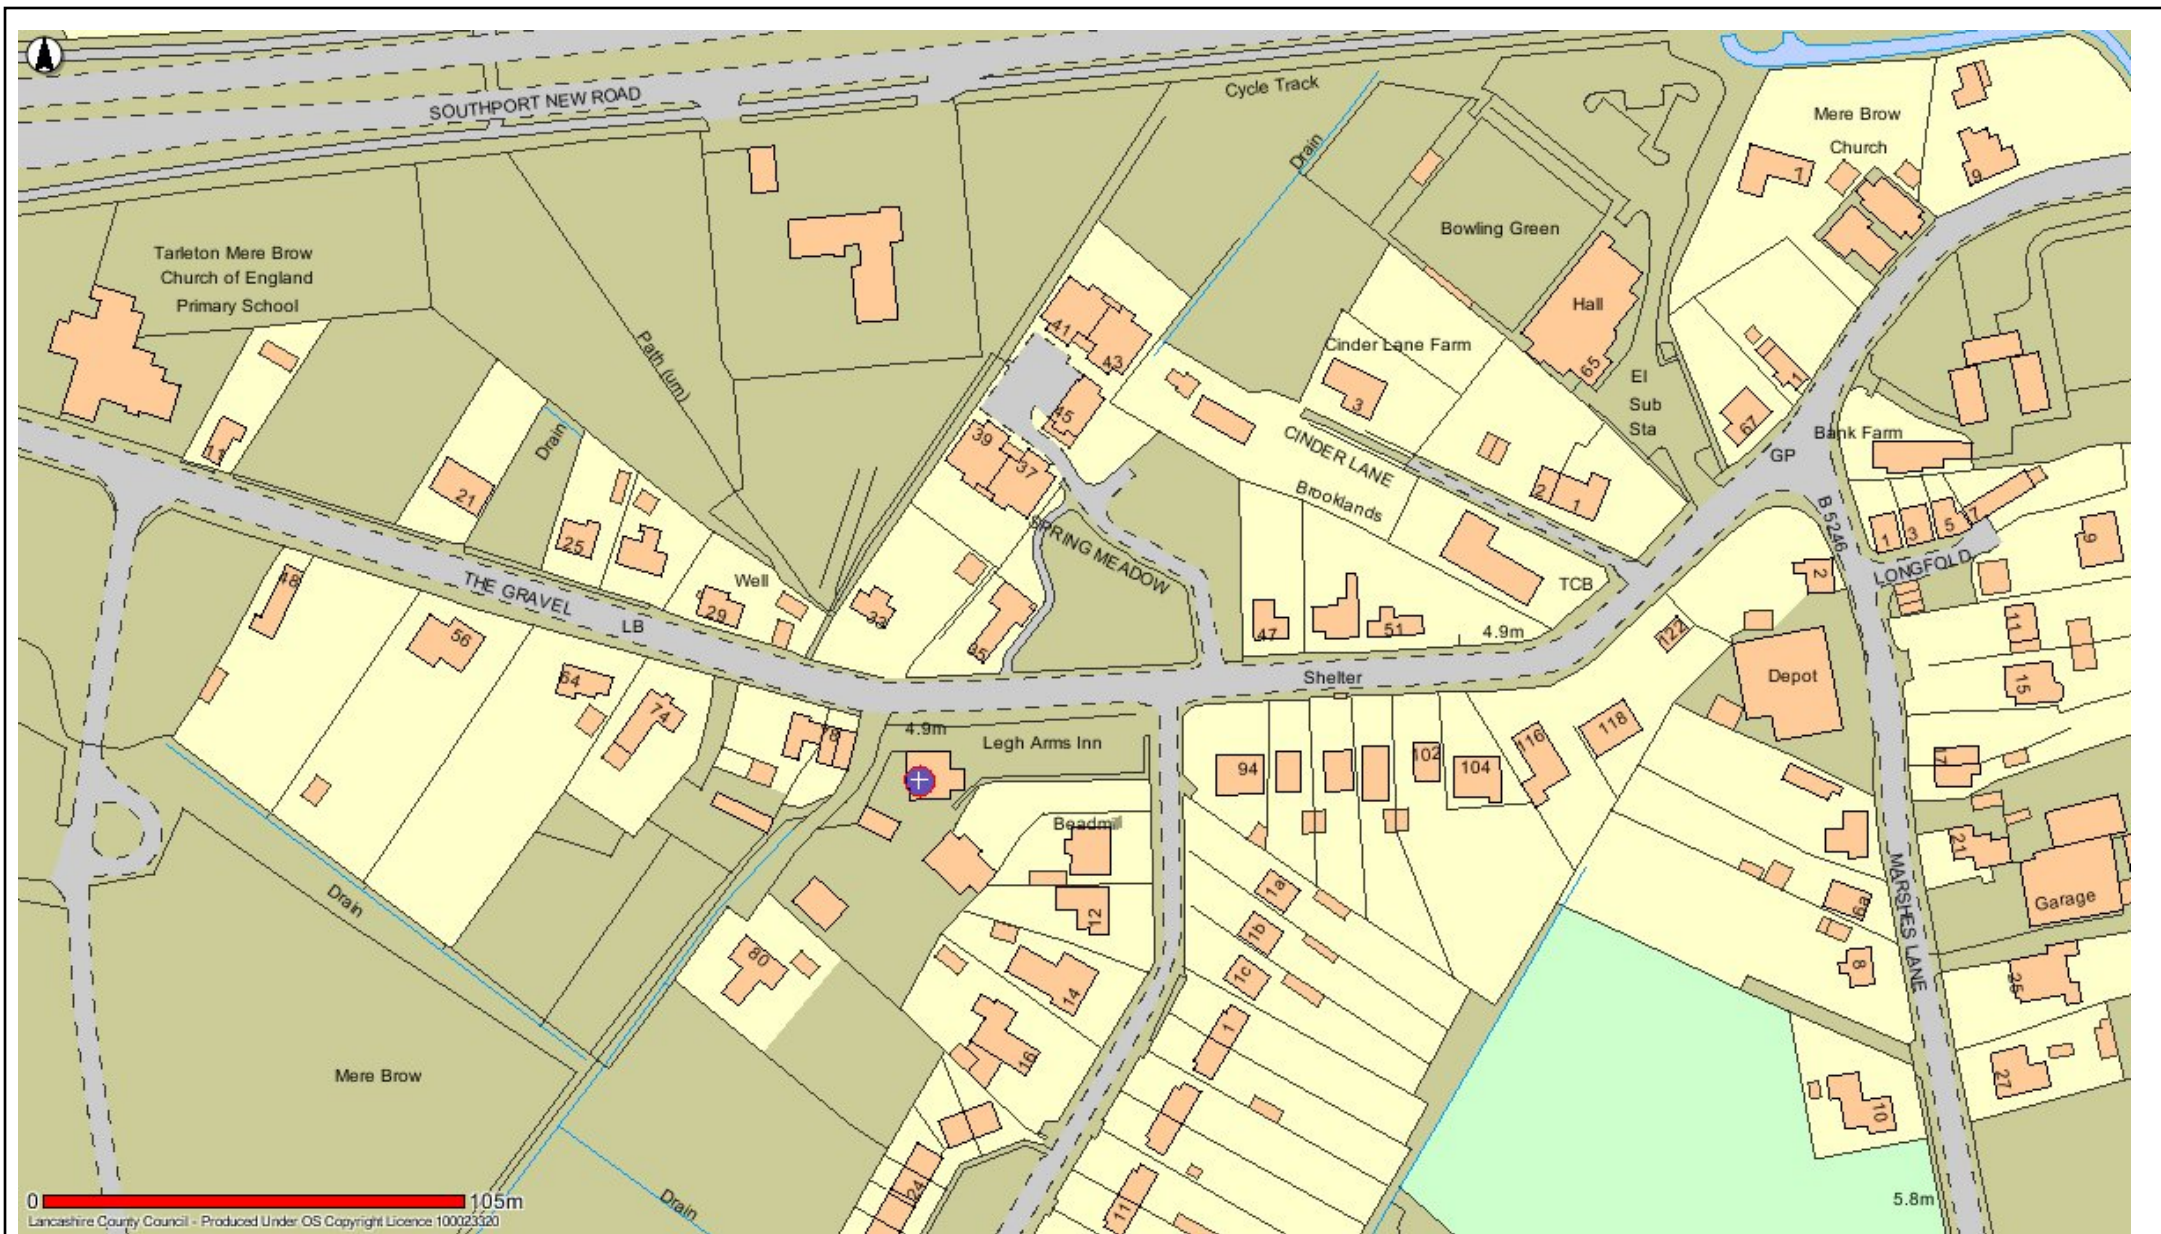 SOUTHPORT NEW ROAD
Cycle Track
Mere Brow
Church
7
9
Drain
Bowling Green
Tarleton Mere Brow
Church of England
Primary School
Path (um)
41
43
Hall
65
Cinder Lane Farm
3
El
Sub
Sta
11
67
Bank Farm
GP
45
39
37
CINDER LANE
Brooklands
2
1
B 5246
1
3
5
7
9
LONGFOLD
11
21
Drain
25
SPRING MEADOW
TCB
2
48
THE GRAVEL
LB
Well
29
33
35
47
51
4.9m
122
11
56
64
74
78
Shelter
Depot
15
4.9m
Legh Arms Inn
94
102
104
116
118
17
Beadmill
12
1a
1b
1c
MARSHES LANE
21
6a
Garage
Drain
80
14
8
25
16
1
Mere Brow
27
10
24
11
Drain
5.8m
0
105m
Lancashire County Council - Produced Under OS Copyright Licence 100023320